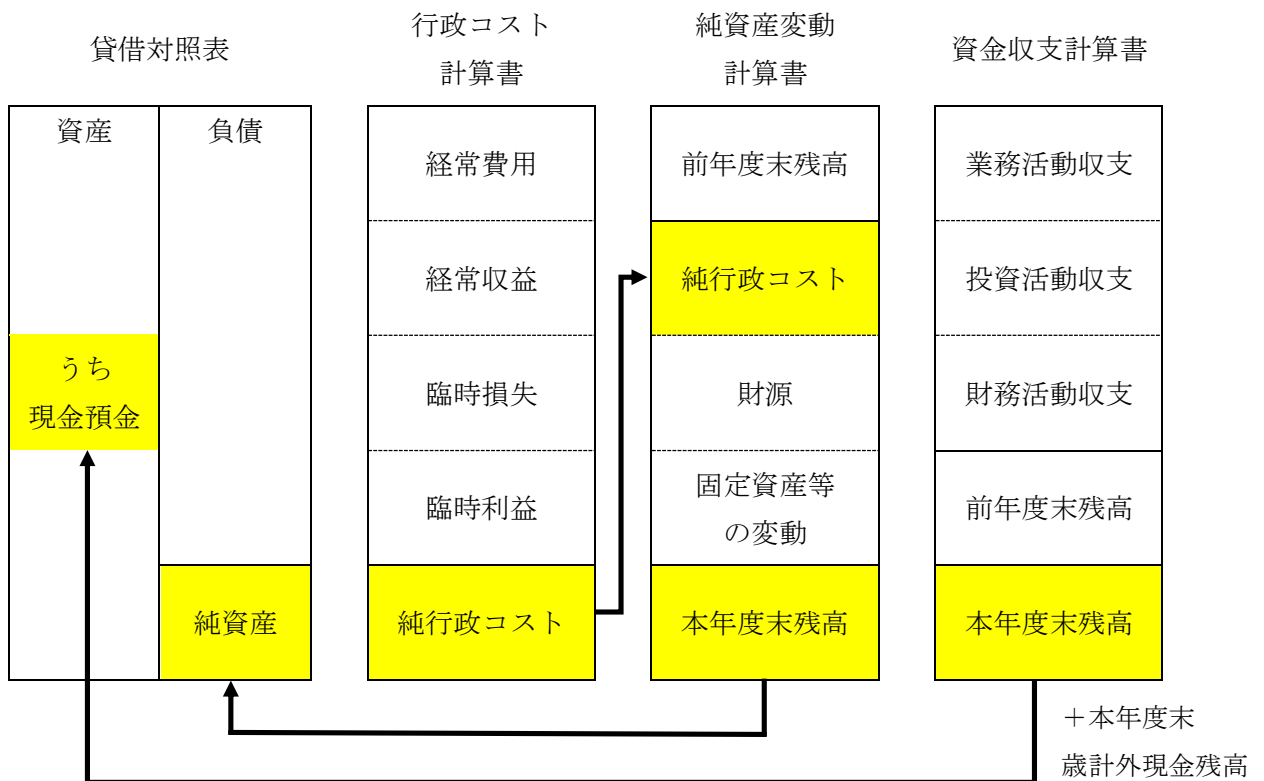 貸借対照表
行政コスト
計算書
純資産変動
計算書
資金収支計算書
資産
負債
うち
現金預金
純資産
経常費用
経常収益
臨時損失
臨時利益
純行政コスト
前年度末残高
純行政コスト
財源
固定資産等
の変動
本年度末残高
業務活動収支
投資活動収支
財務活動収支
前年度末残高
本年度末残高
＋本年度末
歳計外現金残高